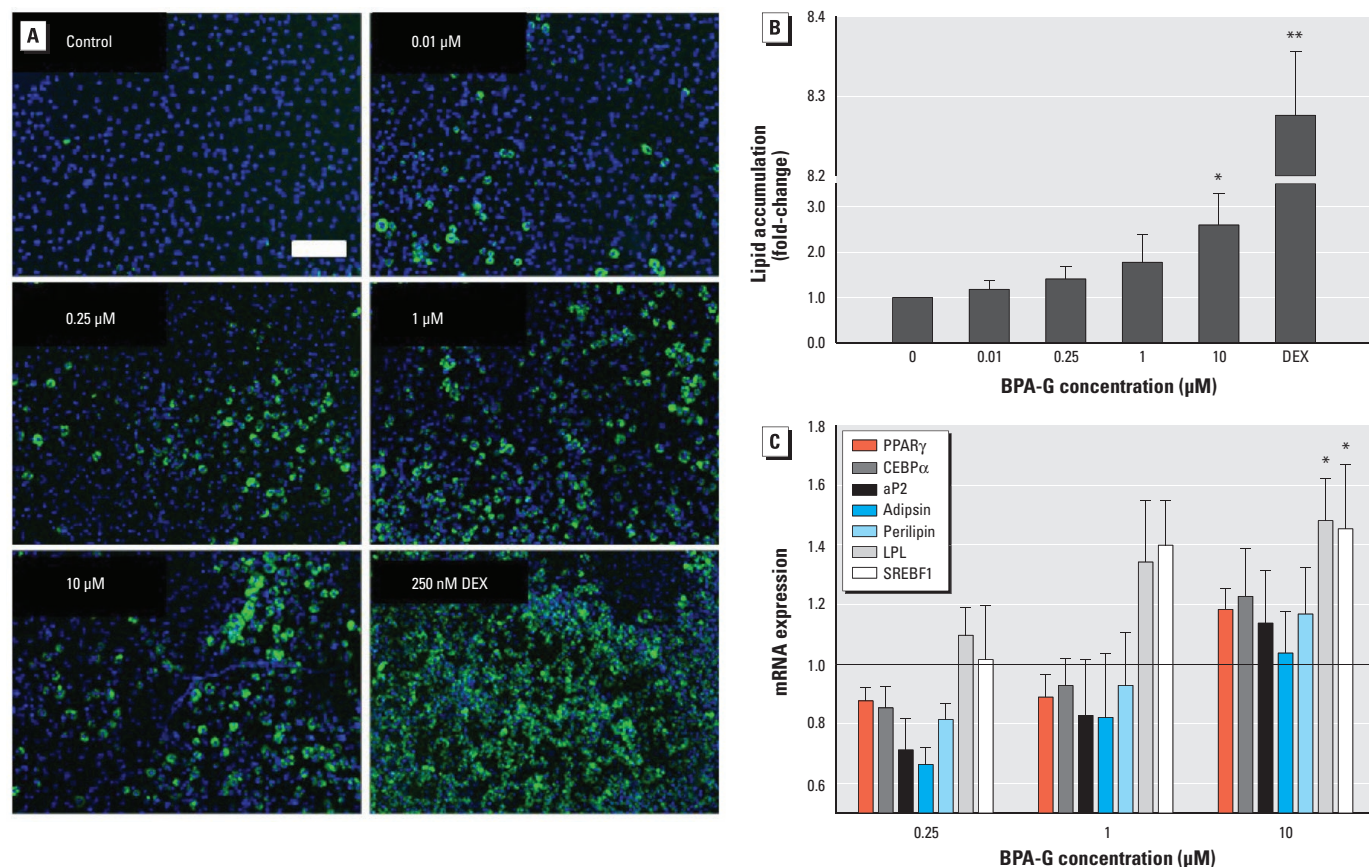 A
Control
0.01 µM
0.25 µM
1 µM
10 µM
250 nM DEX
B
Lipid accumulation
(fold-change)
8.4
8.3
8.2
3.0
2.0
1.0
0.0
*
**
0
0.01
0.25
1
10
DEX
BPA-G concentration (µM)
C
PPARγ
CEBPα
aP2
Adipsin
Perilipin
LPL
SREBF1
mRNA expression
1.8
1.6
1.4
1.2
1.0
0.8
0.6
*
*
0.25
1
10
BPA-G concentration (µM)